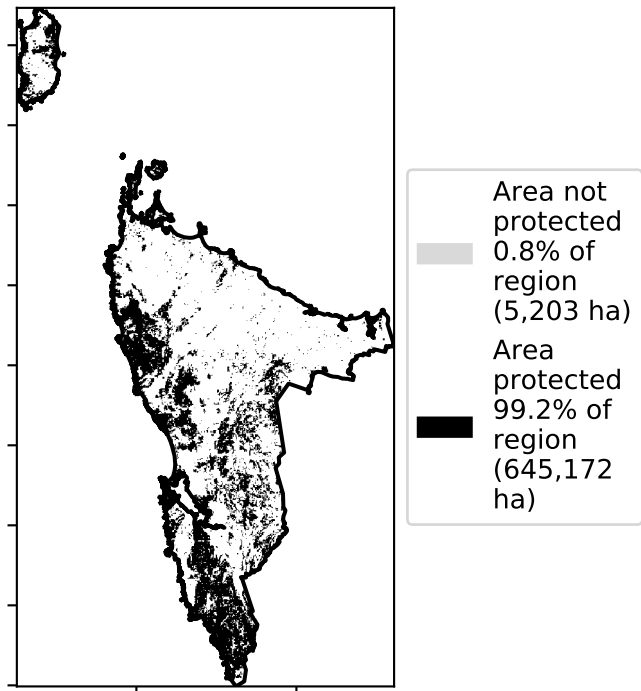 Area not
protected
0.8% of
region
(5,203 ha)
Area
protected
99.2% of
region
(645,172
ha)